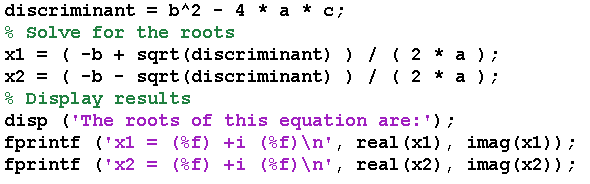 discriminant = b^2 - 4 * a * c;
% Solve for the roots
x1 = ( -b + sqrt(discriminant) ) / ( 2 * a );
x2 = ( -b - sqrt(discriminant) ) / ( 2 * a );
% Display results
disp ('The roots of this equation are:');
fprintf ('x1 = (%f) +i (%f)\n', real(x1), imag(x1));
fprintf ('x2 = (%f) +i (%f)\n', real(x2), imag(x2));